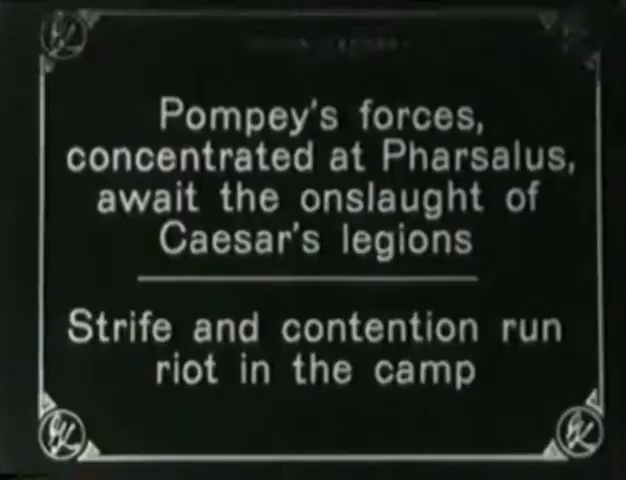 Pompey's forces,
concentrated at Pharsalus,
await the onslaught of
Caesar's legions
Strife and contention run
riot in the camp